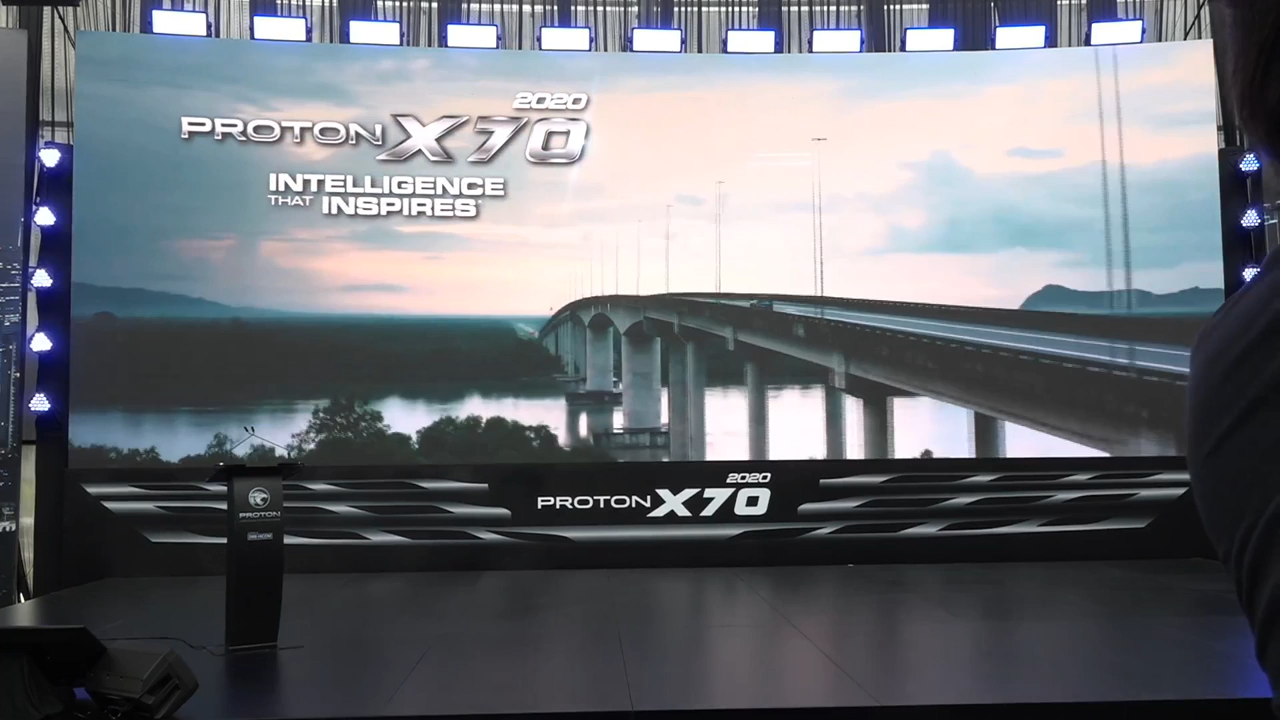 2020
PROTON X70
INTELLIGENCE
THAT INSPIRES
2020
PROTON X70
PROTON